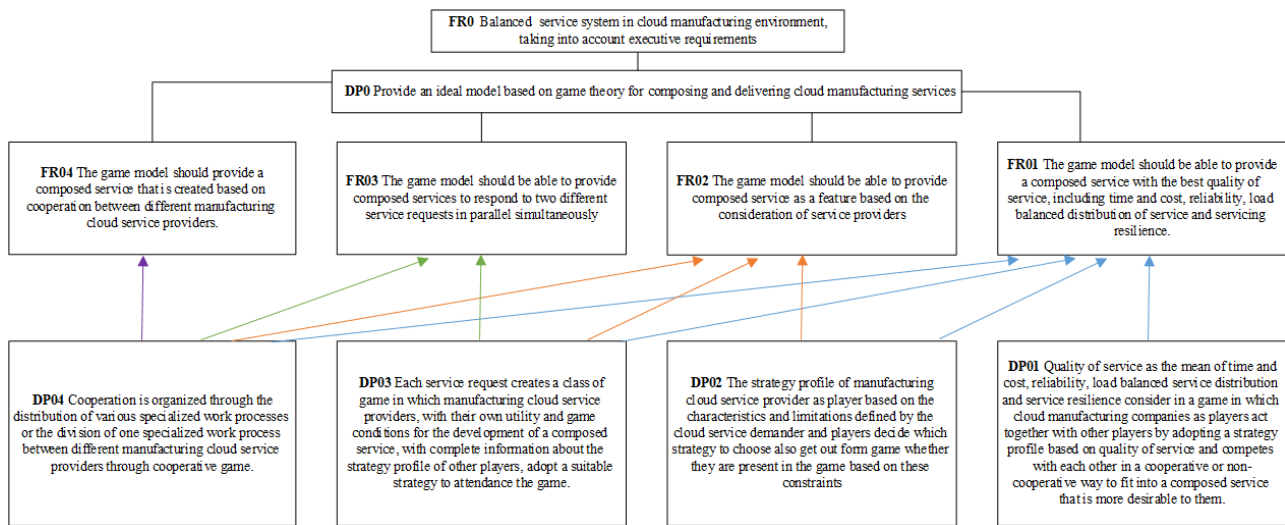 FR0 Balanced service system in cloud manufacturing environment,
taking into account executive requirements
DP0 Provide an ideal model based on game theory for composing and delivering cloud manufacturing services
FR04 The game model should provide a
composed service that is created based on
cooperation between different manufacturing
cloud service providers.
FR03 The game model should be able to provide
composed services to respond to two different
service requests in parallel simultaneously
FR02 The game model should be able to provide
composed service as a feature based on the
consideration of service providers
FR01 The game model should be able to provide
a composed service with the best quality of
service, including time and cost, reliability, load
balanced distribution of service and servicing
resilience.
DP04 Cooperation is organized through the
distribution of various specialized work processes
or the division of one specialized work process
between different manufacturing cloud service
providers through cooperative game.
DP03 Each service request creates a class of
game in which manufacturing cloud service
providers, with their own utility and game
conditions for the development of a composed
service, with complete information about the
strategy profile of other players, adopt a suitable
strategy to attendance the game.
DP02 The strategy profile of manufacturing
cloud service provider as player based on the
characteristics and limitations defined by the
cloud service demander and players decide which
strategy to choose also get out form game whether
they are present in the game based on these
constraints
DP01 Quality of service as the mean of time and
cost, reliability, load balanced service distribution
and service resilience consider in a game in which
cloud manufacturing companies as players act
together with other players by adopting a strategy
profile based on quality of service and competes
with each other in a cooperative or non-
cooperative way to fit into a composed service
that is more desirable to them.